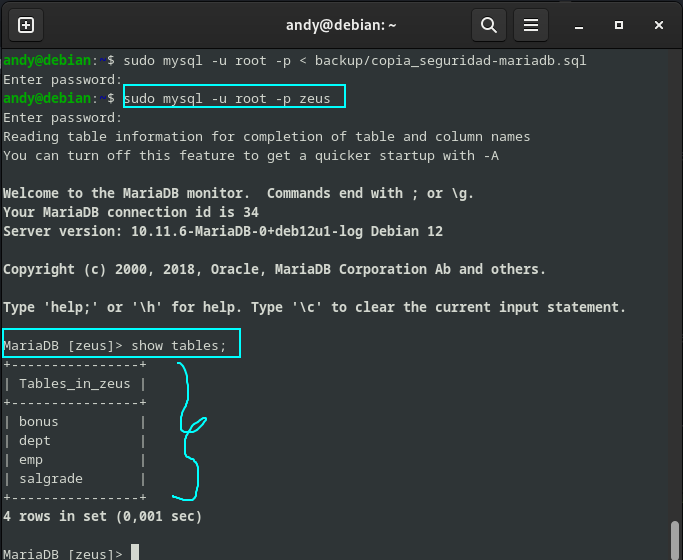 andy@debian: ~
andy@debian:~$ sudo mysql -u root -p < backup/copia_seguridad-mariadb.sql
Enter password:
andy@debian:~$ sudo mysql -u root -p zeus
Enter password:
Reading table information for completion of table and column names
You can turn off this feature to get a quicker startup with -A
Welcome to the MariaDB monitor.  Commands end with ; or \g.
Your MariaDB connection id is 34
Server version: 10.11.6-MariaDB-0+deb12u1-log Debian 12
Copyright (c) 2000, 2018, Oracle, MariaDB Corporation Ab and others.
Type 'help;' or '\h' for help. Type '\c' to clear the current input statement.
MariaDB [zeus]> show tables;
+----------------+
| Tables_in_zeus |
+----------------+
| bonus          |
| dept           |
| emp            |
| salgrade       |
+----------------+
4 rows in set (0,001 sec)
MariaDB [zeus]>